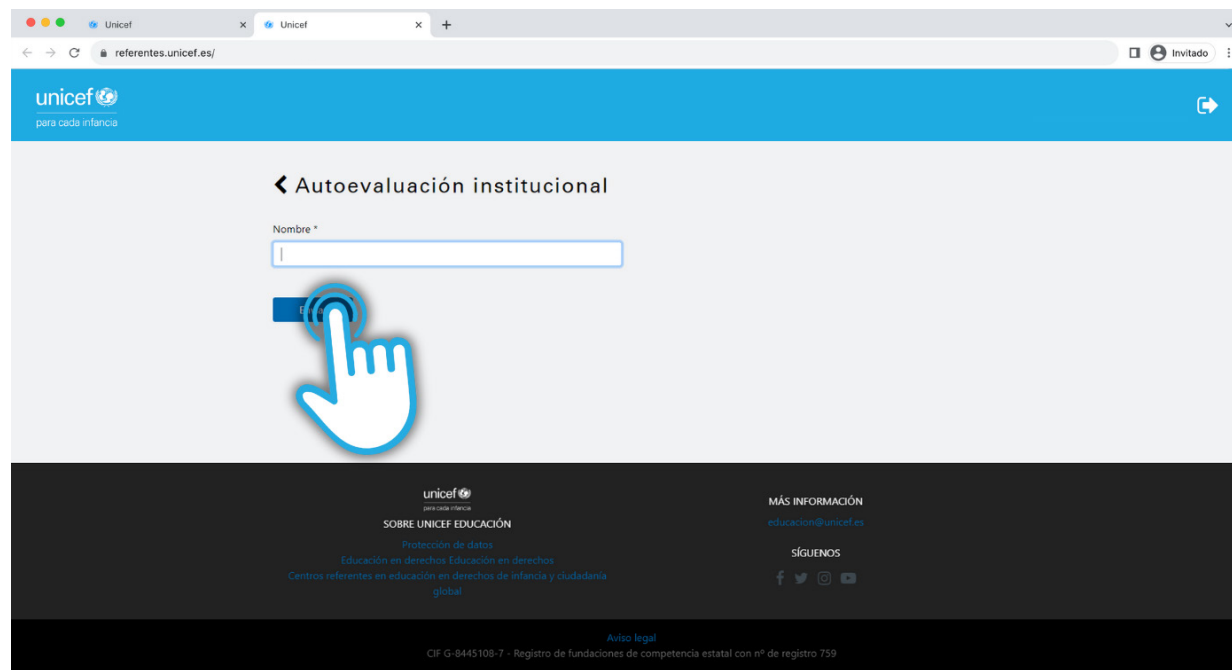 Unicef
Unicef
referentes.unicef.es/
Invitado
unicef
para cada infancia
Autoevaluación institucional
Nombre *
unicef
para cada infancia
SOBRE UNICEF EDUCACIÓN
Protección de datos
Educación en derechos Educación en derechos
Centros referentes en educación en derechos de infancia y ciudadanía
global
MÁS INFORMACIÓN
educacion@unicef.es
SÍGUENOS
Aviso legal
CIF G-8445108-7 - Registro de fundaciones de competencia estatal con nº de registro 759